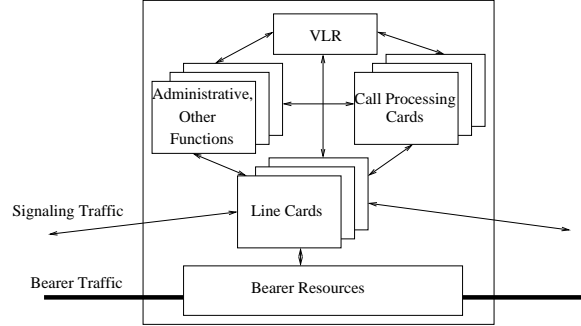 VLR
Administrative,
Other
Functions
Call Processing
Cards
Signaling Traffic
Line Cards
Bearer Traffic
Bearer Resources